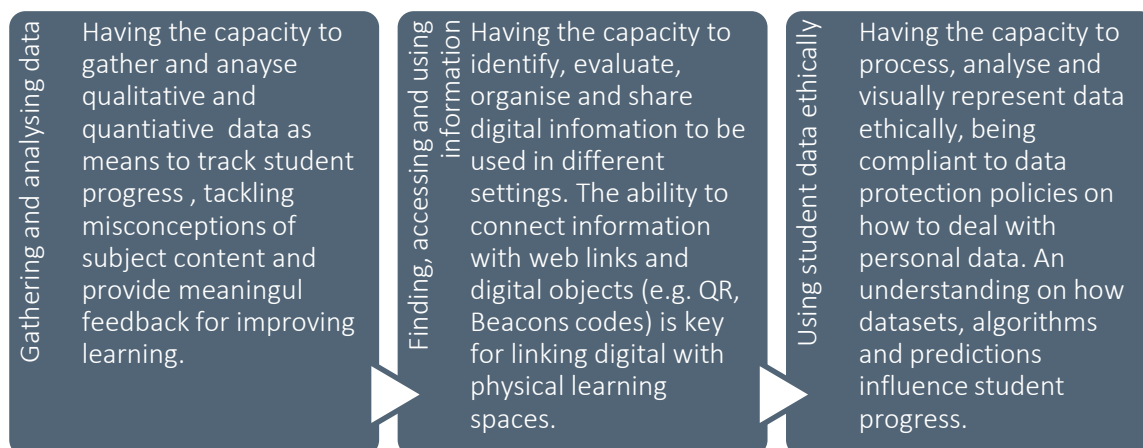 Gathering and analysing data
Having the capacity to
gather and anayse
qualitative and
quantiative data as
means to track student
progress , tackling
misconceptions of
subject content and
provide meaningul
feedback for improving
learning.
Finding, accessing and using
information
Having the capacity to
identify, evaluate,
organise and share
digital infomation to be
used in different
settings. The ability to
connect information
with web links and
digital objects (e.g. QR,
Beacons codes) is key
for linking digital with
physical learning
spaces.
Using student data ethically
Having the capacity to
process, analyse and
visually represent data
ethically, being
compliant to data
protection policies on
how to deal with
personal data. An
understanding on how
datasets, algorithms
and predictions
influence student
progress.